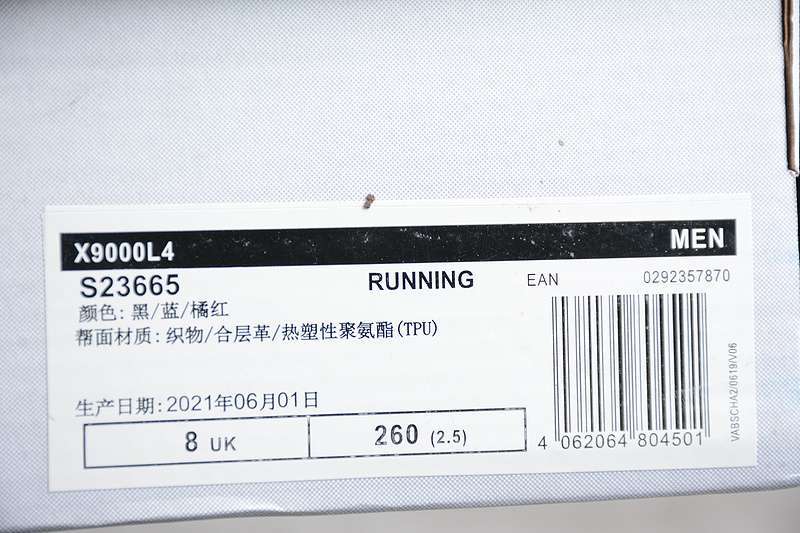 X9000L4 MEN
S23665 RUNNING EAN 0292357870
颜色: 黑/蓝/橘红
帮面材质: 织物/合层革/热塑性聚氨酯(TPU)
生产日期: 2021年06月01日
8 UK 260 (2.5)
4 062064 804501
VABSCHA2/0619/V06